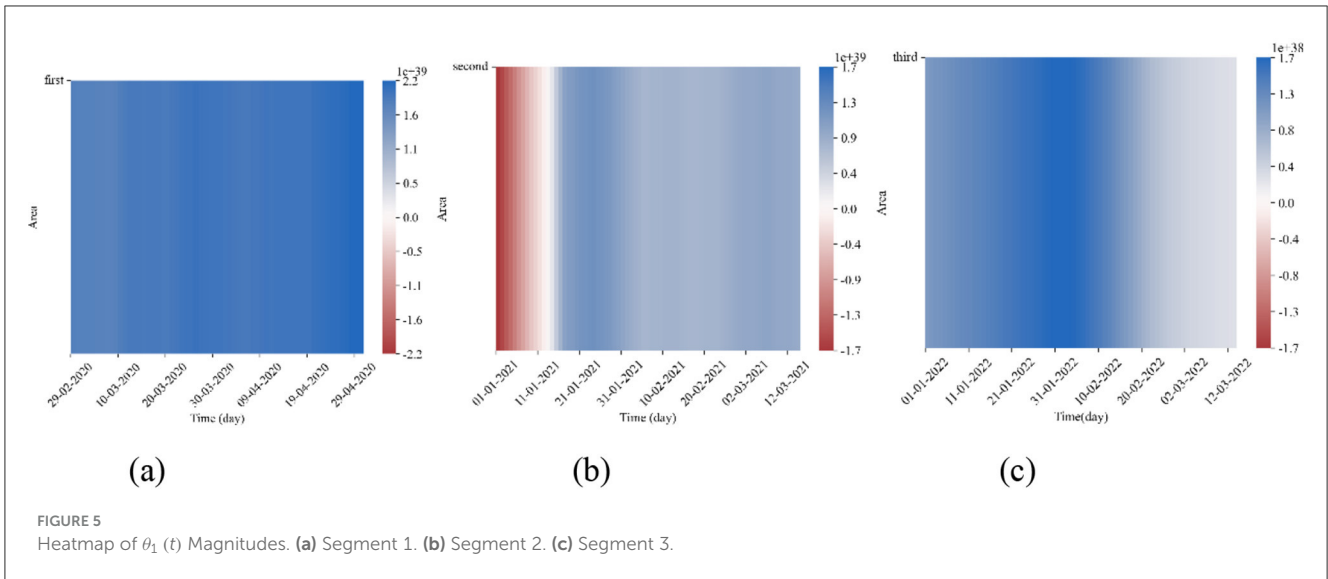 1e+39
first
2.2
1.6
1.1
0.5
0.0
-0.5
-1.1
-1.6
-2.2
Area
29-02-2020
10-03-2020
20-03-2020
30-03-2020
09-04-2020
19-04-2020
29-04-2020
Time (day)
(a)
1e+39
second
1.7
1.3
0.9
0.4
0.0
-0.4
-0.9
-1.3
-1.7
Area
01-01-2021
11-01-2021
21-01-2021
31-01-2021
10-02-2021
20-02-2021
02-03-2021
12-03-2021
Time (day)
(b)
1e+38
third
1.7
1.3
0.8
0.4
0.0
-0.4
-0.8
-1.3
-1.7
Area
01-01-2022
11-01-2022
21-01-2022
31-01-2022
10-02-2022
20-02-2022
02-03-2022
12-03-2022
Time(day)
(c)
FIGURE 5
Heatmap of θ₁ (t) Magnitudes. (a) Segment 1. (b) Segment 2. (c) Segment 3.